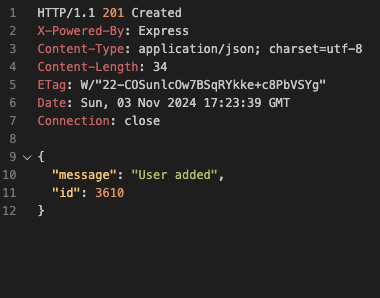 1 HTTP/1.1 201 Created
2 X-Powered-By: Express
3 Content-Type: application/json; charset=utf-8
4 Content-Length: 34
5 ETag: W/"22-COSunlcOw7BSqRYkke+c8PbVSYg"
6 Date: Sun, 03 Nov 2024 17:23:39 GMT
7 Connection: close
8
9 {
10 "message": "User added",
11 "id": 3610
12 }